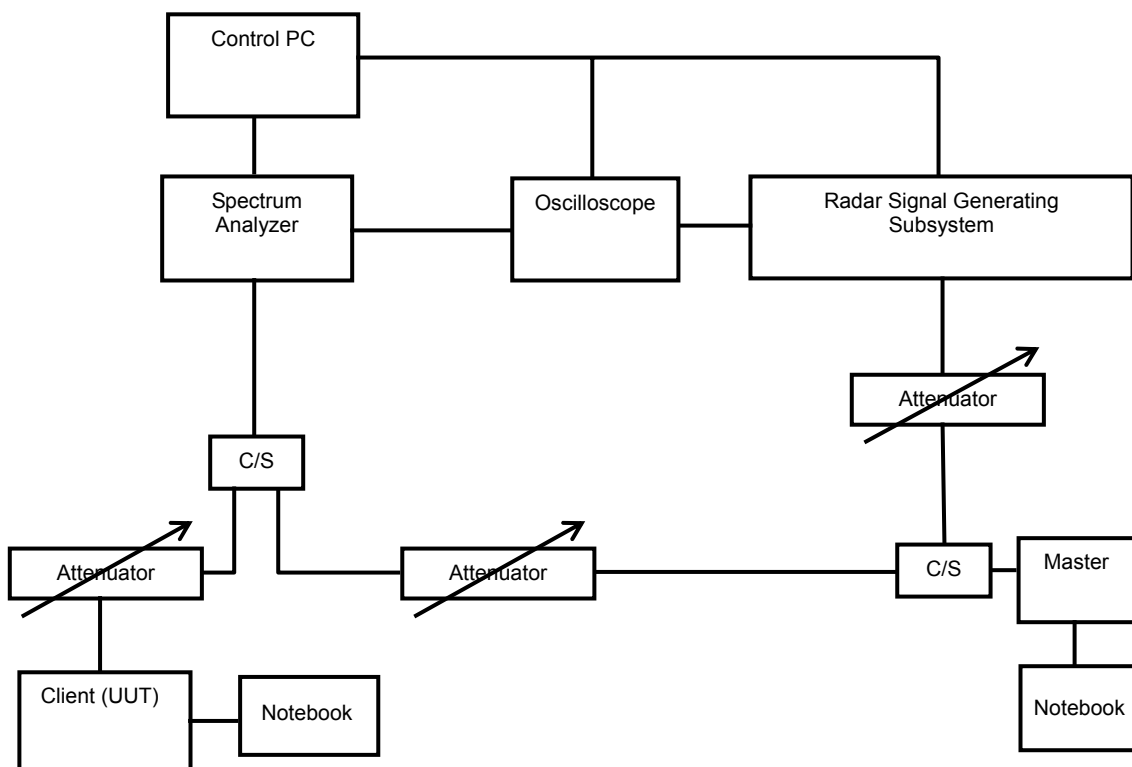 Control PC
Spectrum
Analyzer
Oscilloscope
Radar Signal Generating
Subsystem
Attenuator
C/S
Attenuator
Attenuator
C/S
Master
Client (UUT)
Notebook
Notebook